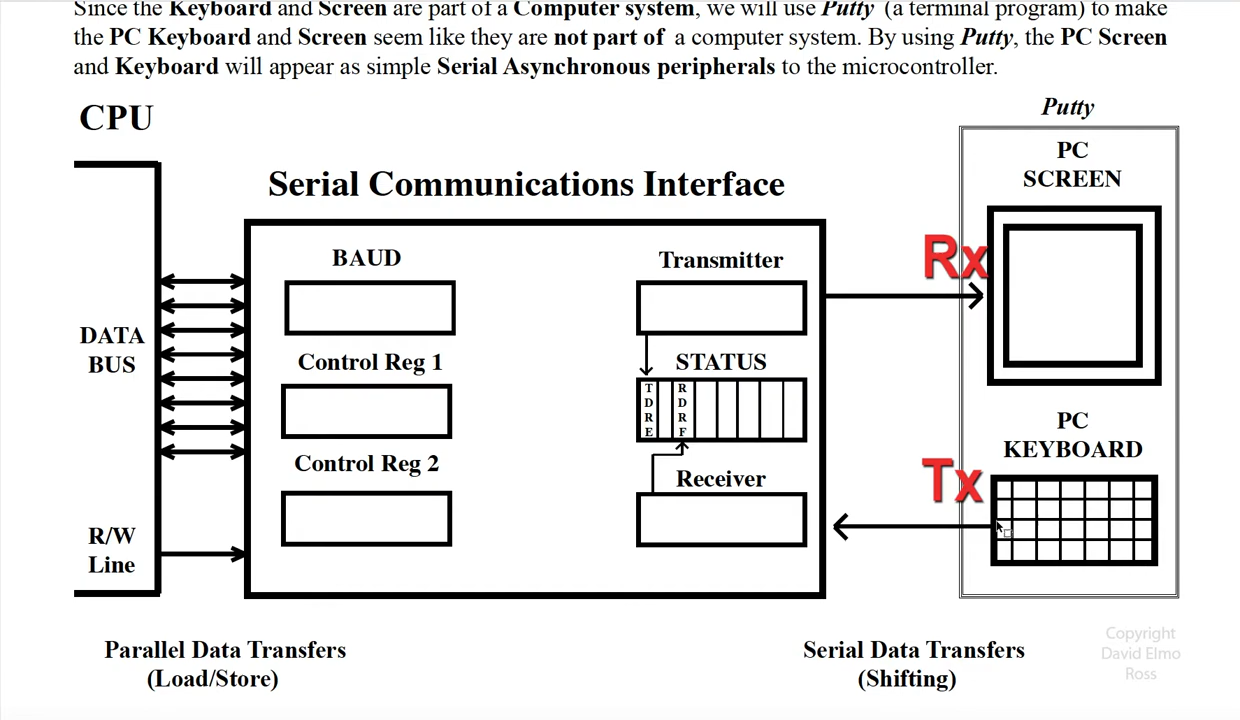 Since the Keyboard and Screen are part of a Computer system, we will use Putty (a terminal program) to make
the PC Keyboard and Screen seem like they are not part of a computer system. By using Putty, the PC Screen
and Keyboard will appear as simple Serial Asynchronous peripherals to the microcontroller.
CPU
Putty
PC
SCREEN
Serial Communications Interface
Rx
BAUD
Transmitter
DATA
BUS
Control Reg 1
STATUS
TDRE
RDRF
PC
KEYBOARD
Control Reg 2
Receiver
Tx
R/W
Line
Parallel Data Transfers
(Load/Store)
Serial Data Transfers
(Shifting)
Copyright
David Elmo
Ross